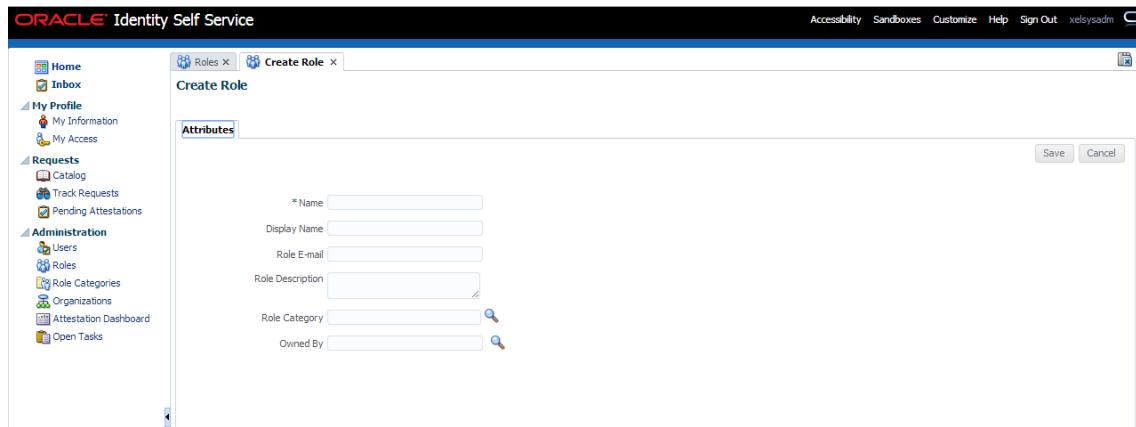 ORACLE Identity Self Service
Accessibility Sandboxes Customize Help Sign Out xelsysadm
Home
Inbox
My Profile
My Information
My Access
Requests
Catalog
Track Requests
Pending Attestations
Administration
Users
Roles
Role Categories
Organizations
Attestation Dashboard
Open Tasks
Roles × Create Role ×
Create Role
Attributes
Save Cancel
* Name
Display Name
Role E-mail
Role Description
Role Category
Owned By